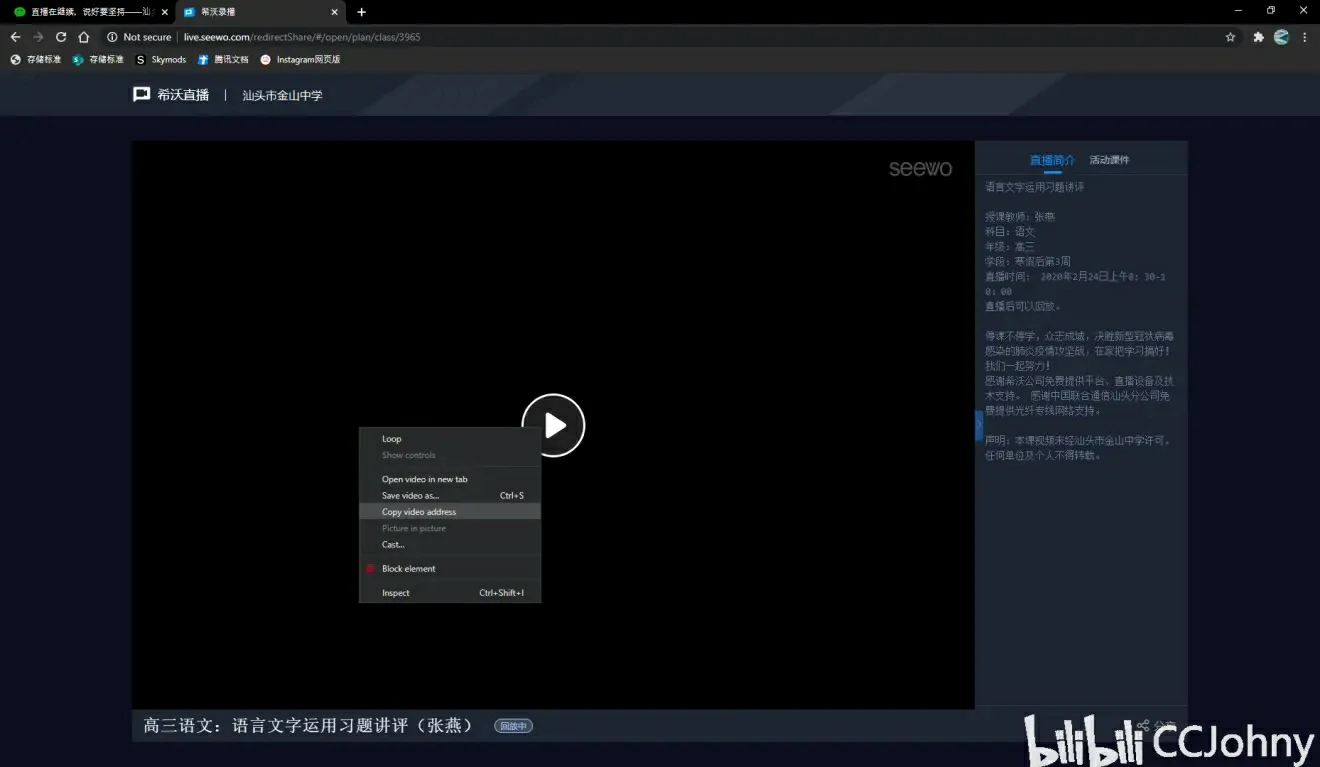 直播在继续，说好要坚持——汕
希沃录播
Not secure
live.seewo.com/redirectShare/#/open/plan/class/3965
存储标准
存储标准
Skymods
腾讯文档
Instagram网页版
希沃直播 | 汕头市金山中学
seewo
直播简介 活动课件
语言文字运用习题讲评
授课教师：张燕
科目：语文
年级：高三
学段：寒假后第3周
直播时间： 2020年2月24日上午8：30-1
0：00
直播后可以回放。
停课不停学，众志成城，决胜新型冠状病毒
感染的肺炎疫情攻坚战，在家把学习搞好！
我们一起努力！
感谢希沃公司免费提供平台、直播设备及技
术支持。 感谢中国联合通信汕头分公司免
费提供光纤专线网络支持。
声明：本课视频未经汕头市金山中学许可，
任何单位及个人不得转载。
Loop
Show controls
Open video in new tab
Save video as... Ctrl+S
Copy video address
Picture in picture
Cast...
Block element
Inspect Ctrl+Shift+I
高三语文：语言文字运用习题讲评（张燕） 回放中
分享
bilibili CCJohny